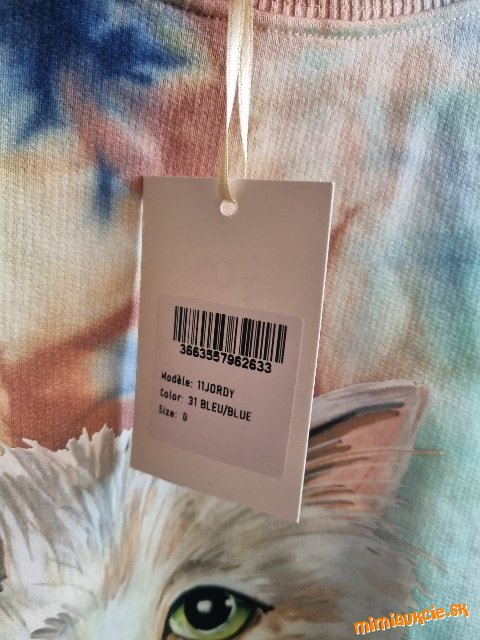 3663557962633
Modèle: 11JORDY
Color: 31 BLEU/BLUE
Size: 0
mimiaukcie.sk